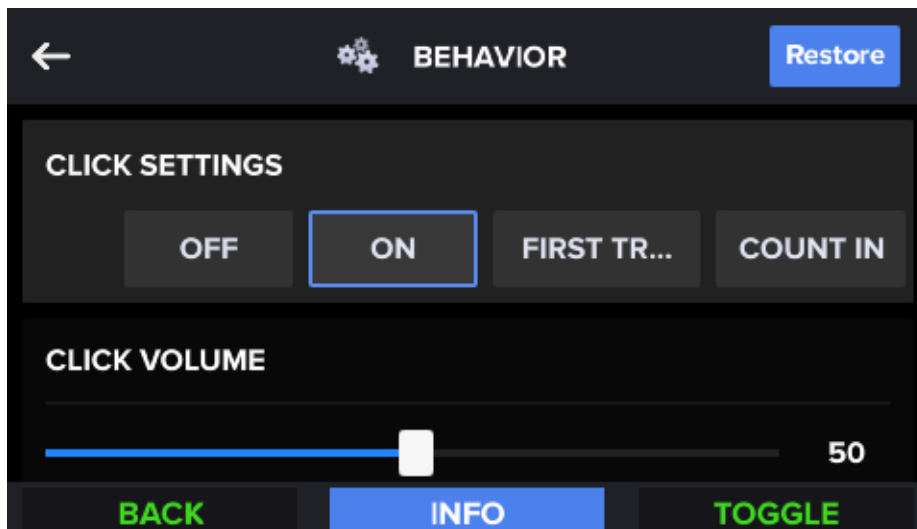 BEHAVIOR
Restore
CLICK SETTINGS
OFF
ON
FIRST TR...
COUNT IN
CLICK VOLUME
50
BACK
INFO
TOGGLE